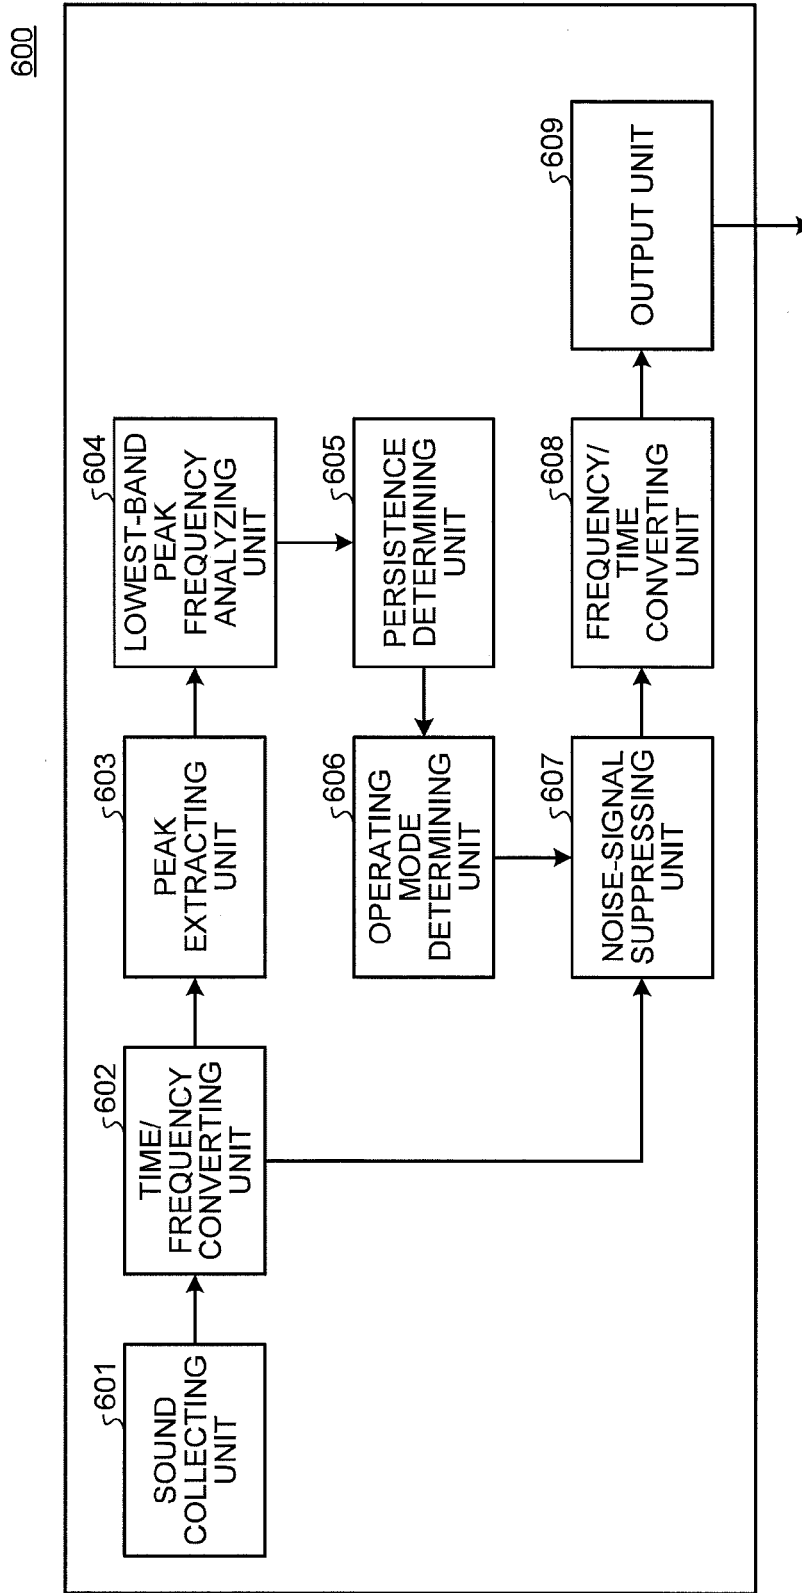 600
601
SOUND
COLLECTING
UNIT
602
TIME/
FREQUENCY
CONVERTING
UNIT
603
PEAK
EXTRACTING
UNIT
604
LOWEST-BAND
PEAK
FREQUENCY
ANALYZING
UNIT
605
PERSISTENCE
DETERMINING
UNIT
606
OPERATING
MODE
DETERMINING
UNIT
607
NOISE-SIGNAL
SUPPRESSING
UNIT
608
FREQUENCY/
TIME
CONVERTING
UNIT
609
OUTPUT UNIT